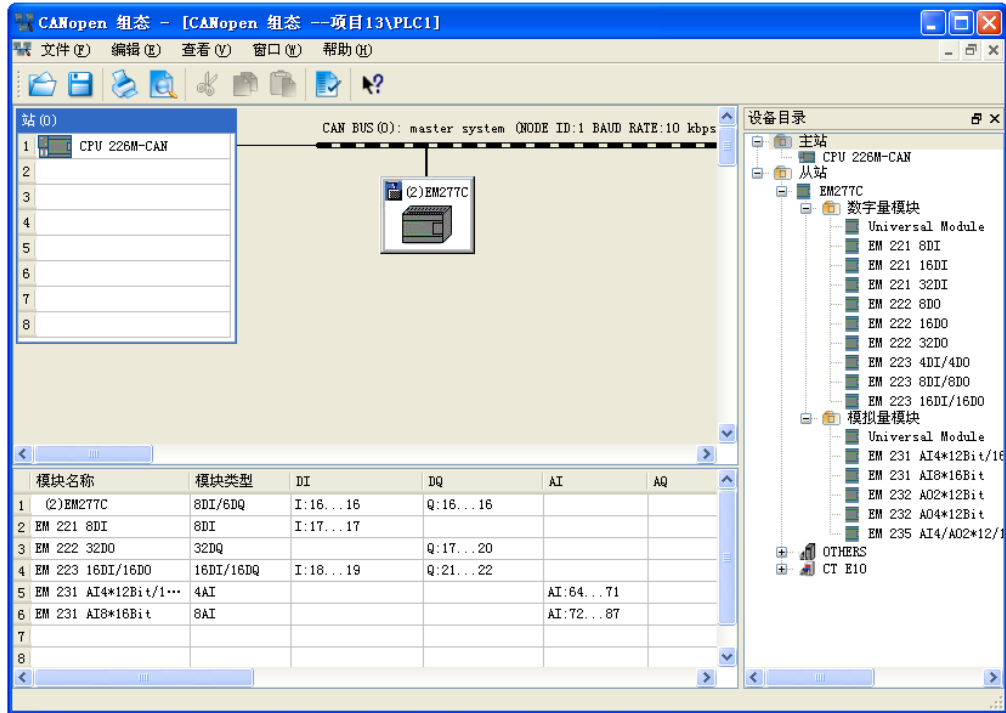 CANopen 组态 - [CANopen 组态 --项目13\PLC1]
文件(F) 编辑(E) 查看(V) 窗口(W) 帮助(H)
站(0)
1 CPU 226M-CAN
2
3
4
5
6
7
8
CAN BUS(0): master system (NODE ID:1 BAUD RATE:10 kbps
(2)EM277C
设备目录
主站
CPU 226M-CAN
从站
EM277C
数字量模块
Universal Module
EM 221 8DI
EM 221 16DI
EM 221 32DI
EM 222 8DO
EM 222 16DO
EM 222 32DO
EM 223 4DI/4DO
EM 223 8DI/8DO
EM 223 16DI/16DO
模拟量模块
Universal Module
EM 231 AI4*12Bit/16
EM 231 AI8*16Bit
EM 232 AO2*12Bit
EM 232 AO4*12Bit
EM 235 AI4/AO2*12/1
OTHERS
CT E10
模块名称 模块类型 DI DQ AI AQ
1 (2)EM277C 8DI/6DQ I:16...16 Q:16...16
2 EM 221 8DI 8DI I:17...17
3 EM 222 32DO 32DQ Q:17...20
4 EM 223 16DI/16DO 16DI/16DQ I:18...19 Q:21...22
5 EM 231 AI4*12Bit/1… 4AI AI:64...71
6 EM 231 AI8*16Bit 8AI AI:72...87
7
8